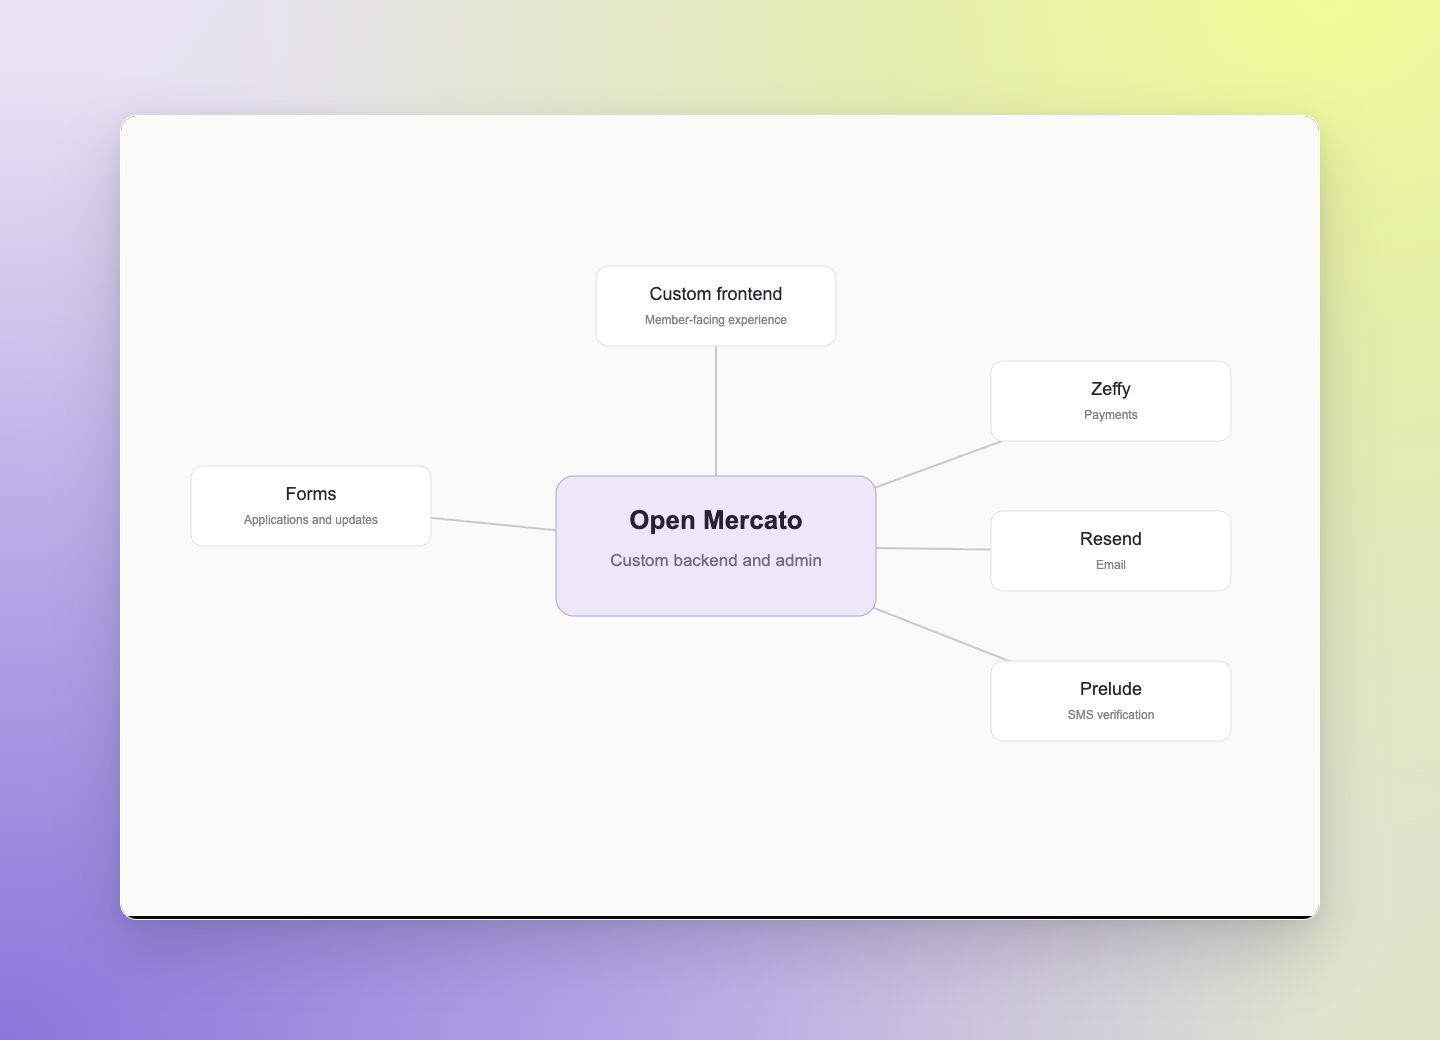 Custom frontend
Member-facing experience
Zeffy
Payments
Forms
Applications and updates
Open Mercato
Custom backend and admin
Resend
Email
Prelude
SMS verification